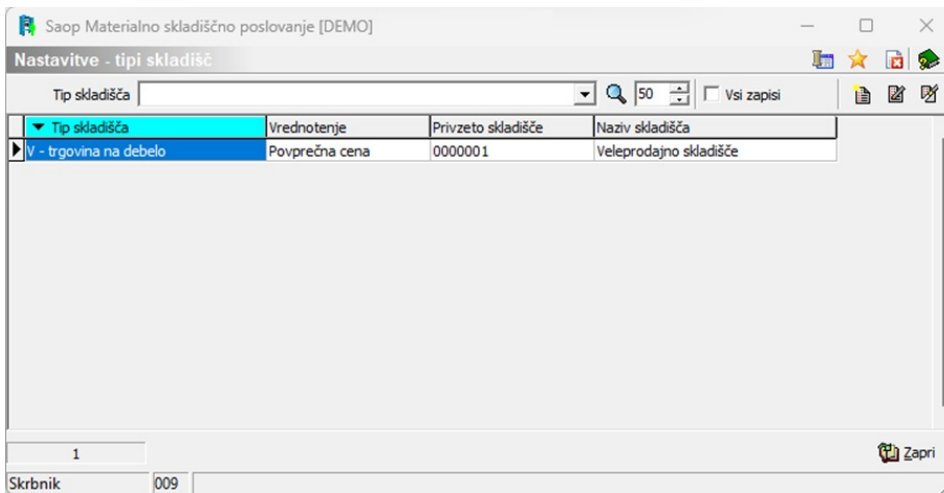 Saop Materialno skladiščno poslovanje [DEMO]
Nastavitve - tipi skladišč
Tip skladišča 50 Vsi zapisi
Tip skladišča Vrednotenje Privzeto skladišče Naziv skladišča
V - trgovina na debelo Povprečna cena 0000001 Veleprodajno skladišče
1 Zapri
Skrbnik 009